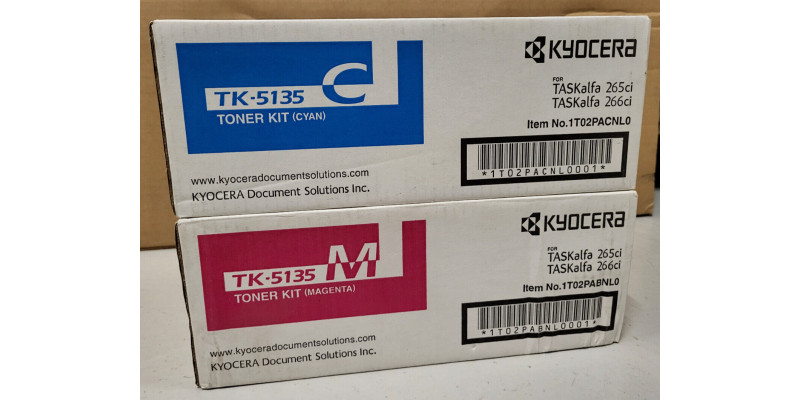 TK-5135 C
TONER KIT (CYAN)
www.kyoceradocumentsolutions.com
KYOCERA Document Solutions Inc.
KYOCERA
FOR
TASKalfa 265ci
TASKalfa 266ci
Item No.1T02PACNL0
*1T02PACNL0001*
TK-5135 M
TONER KIT (MAGENTA)
www.kyoceradocumentsolutions.com
KYOCERA Document Solutions Inc.
KYOCERA
FOR
TASKalfa 265ci
TASKalfa 266ci
Item No.1T02PABNL0
*1T02PABNL0001*